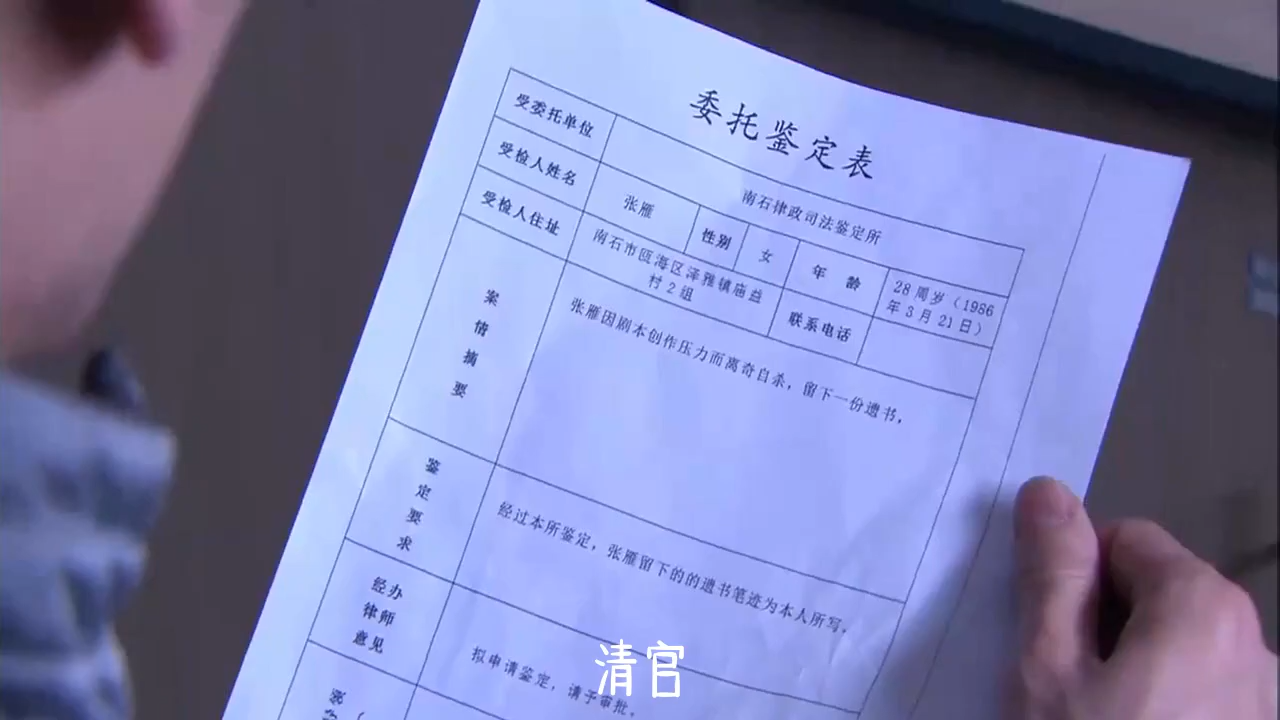 委托鉴定表
受委托单位
南石律政司法鉴定所
受检人姓名
张雁
性别
女
年 龄
28周岁（1986
年3月21日）
受检人住址
南石市瓯海区泽雅镇庙益
村2组
联系电话
案情摘要
张雁因剧本创作压力而离奇自杀，留下一份遗书，
鉴定要求
经过本所鉴定，张雁留下的的遗书笔迹为本人所写，
经办
律师
意见
拟申请鉴定，请予审批。
清官